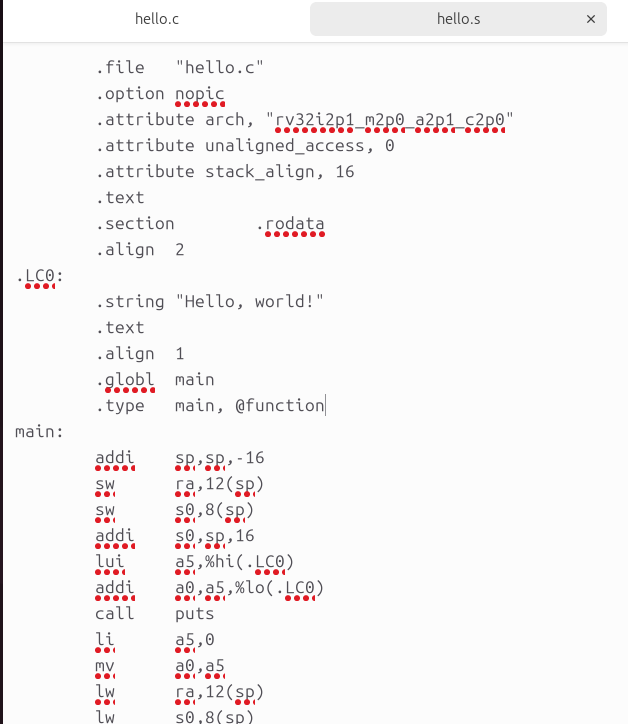 hello.c
hello.s ×
.file "hello.c"
.option nopic
.attribute arch, "rv32i2p1_m2p0_a2p1_c2p0"
.attribute unaligned_access, 0
.attribute stack_align, 16
.text
.section .rodata
.align 2
.LC0:
.string "Hello, world!"
.text
.align 1
.globl main
.type main, @function
main:
addi sp,sp,-16
sw ra,12(sp)
sw s0,8(sp)
addi s0,sp,16
lui a5,%hi(.LC0)
addi a0,a5,%lo(.LC0)
call puts
li a5,0
mv a0,a5
lw ra,12(sp)
lw s0,8(sp)